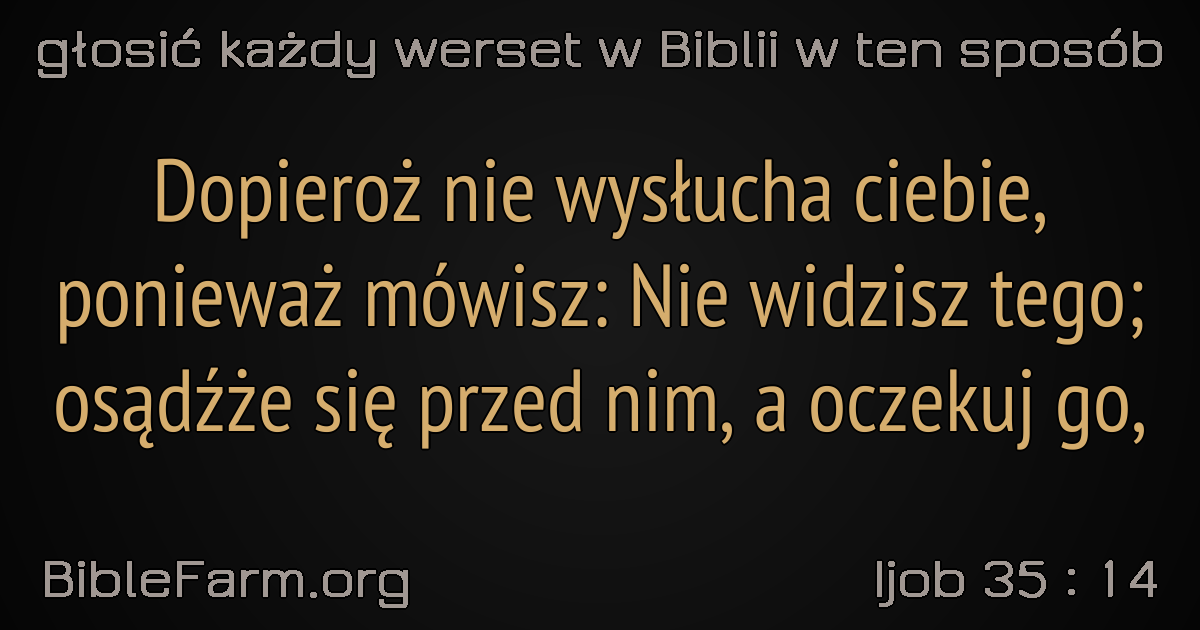 głosić każdy werset w Biblii w ten sposób
Dopieroż nie wysłucha ciebie,
ponieważ mówisz: Nie widzisz tego;
osądźże się przed nim, a oczekuj go,
BibleFarm.org
Ijob 35 : 14